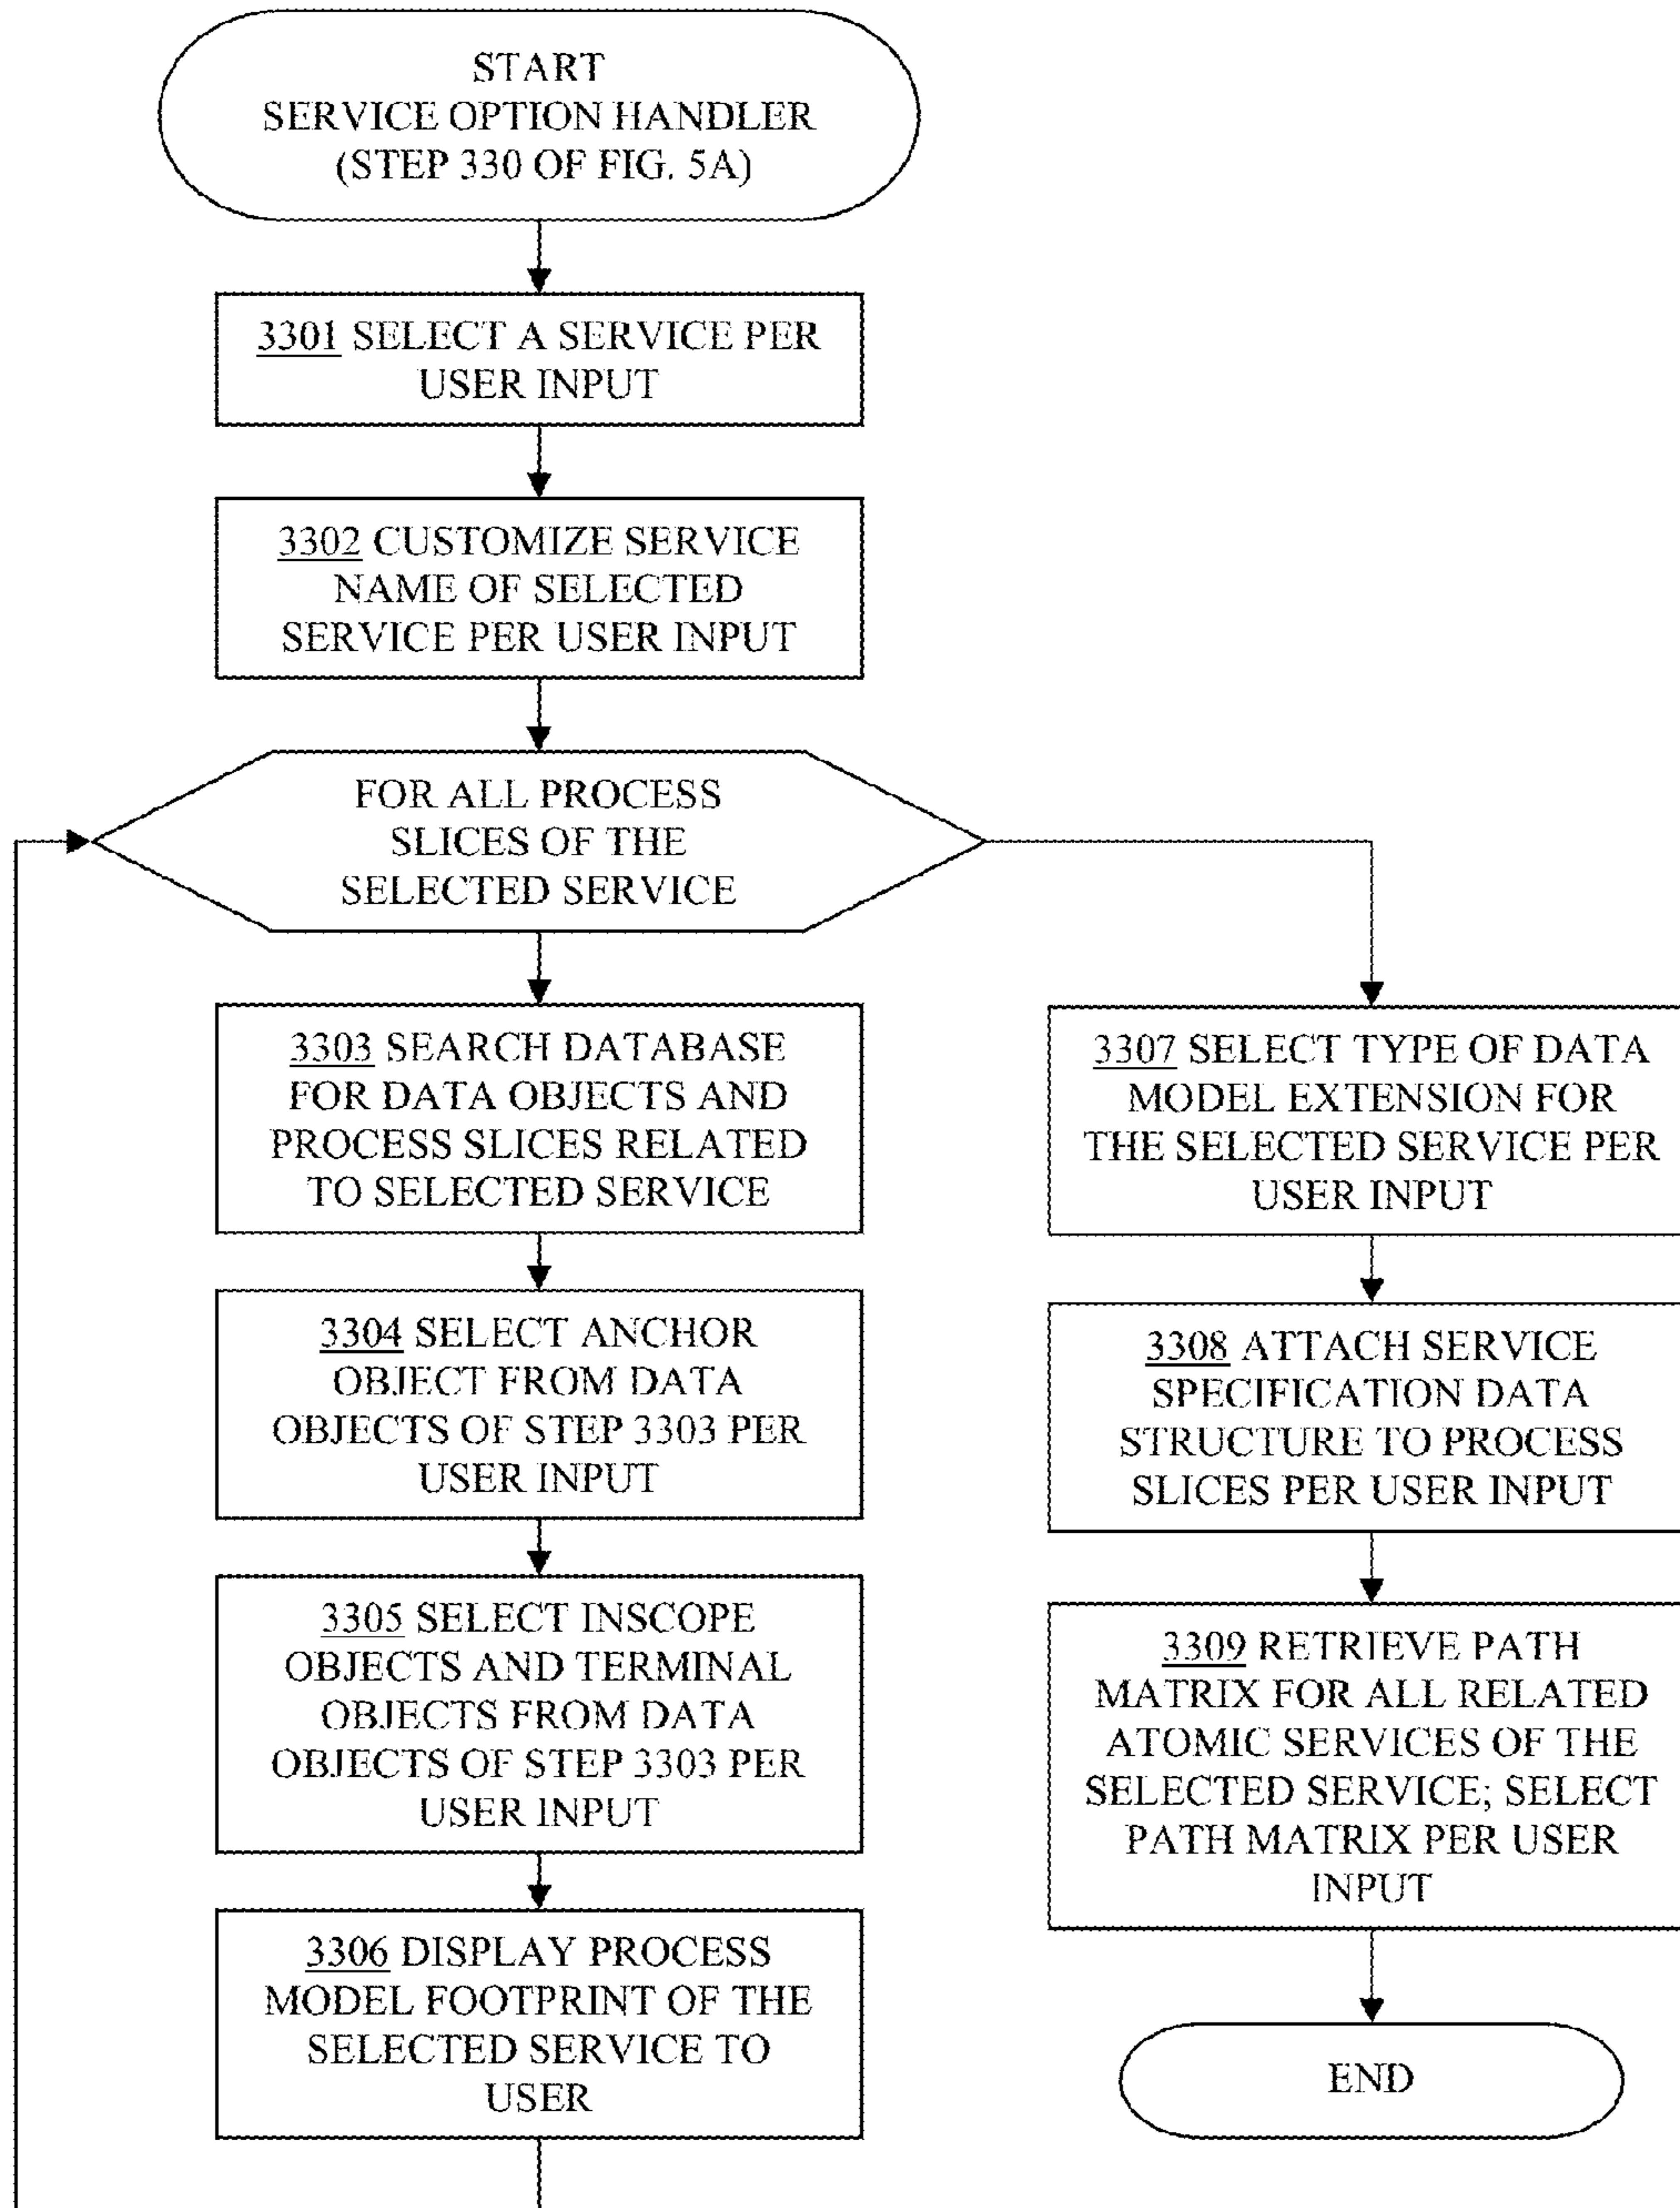 START
SERVICE OPTION HANDLER
(STEP 330 OF FIG. 5A)
3301 SELECT A SERVICE PER
USER INPUT
3302 CUSTOMIZE SERVICE
NAME OF SELECTED
SERVICE PER USER INPUT
FOR ALL PROCESS
SLICES OF THE
SELECTED SERVICE
3303 SEARCH DATABASE
FOR DATA OBJECTS AND
PROCESS SLICES RELATED
TO SELECTED SERVICE
3304 SELECT ANCHOR
OBJECT FROM DATA
OBJECTS OF STEP 3303 PER
USER INPUT
3305 SELECT INSCOPE
OBJECTS AND TERMINAL
OBJECTS FROM DATA
OBJECTS OF STEP 3303 PER
USER INPUT
3306 DISPLAY PROCESS
MODEL FOOTPRINT OF THE
SELECTED SERVICE TO
USER
3307 SELECT TYPE OF DATA
MODEL EXTENSION FOR
THE SELECTED SERVICE PER
USER INPUT
3308 ATTACH SERVICE
SPECIFICATION DATA
STRUCTURE TO PROCESS
SLICES PER USER INPUT
3309 RETRIEVE PATH
MATRIX FOR ALL RELATED
ATOMIC SERVICES OF THE
SELECTED SERVICE; SELECT
PATH MATRIX PER USER
INPUT
END